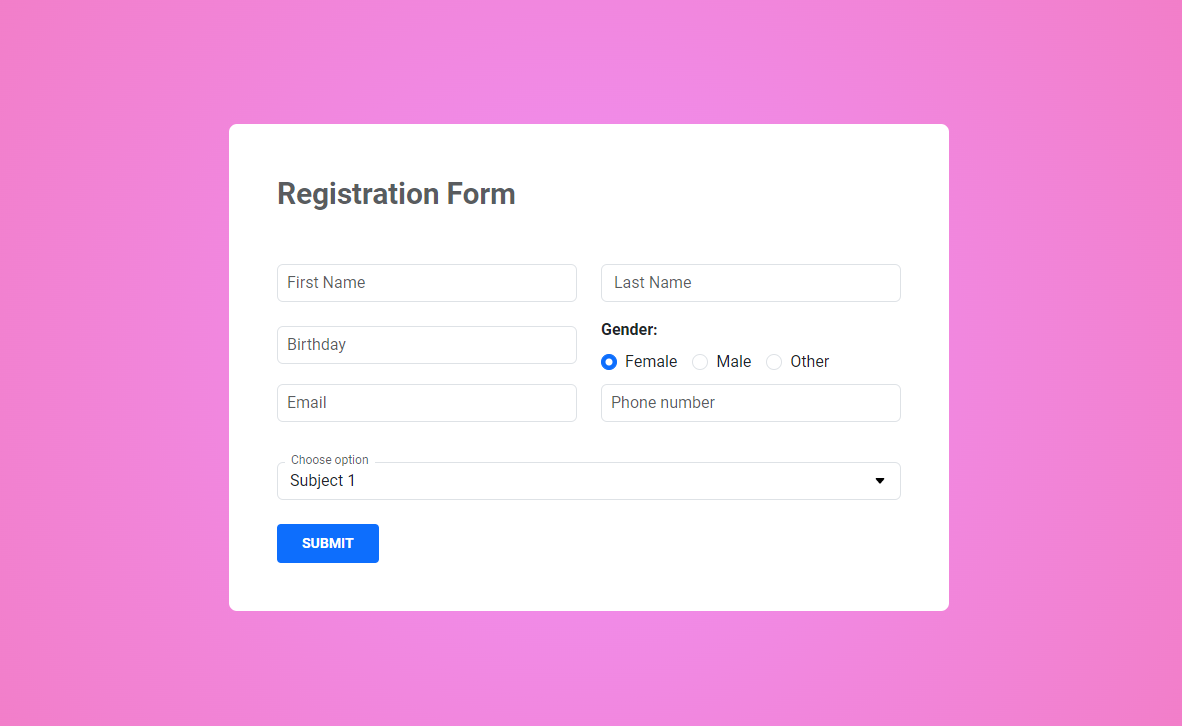 Registration Form
First Name
Last Name
Birthday
Gender:
Female Male Other
Email
Phone number
Choose option
Subject 1
SUBMIT